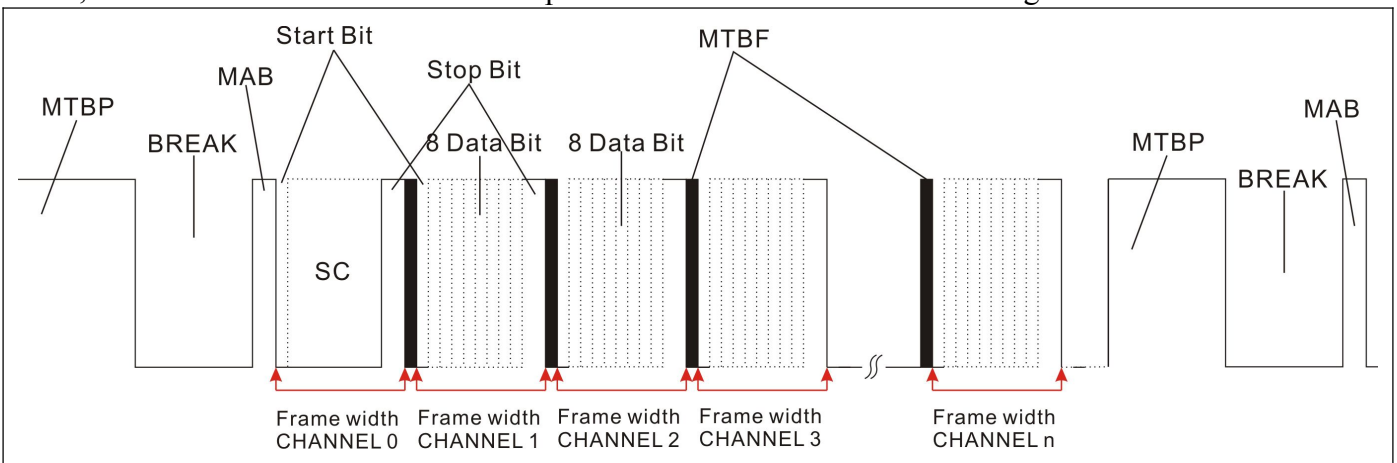 Start Bit
MTBF
MAB
Stop Bit
MTBP
MAB
BREAK
8 Data Bit
8 Data Bit
MTBP
BREAK
SC
Frame width
CHANNEL 0
Frame width
CHANNEL 1
Frame width
CHANNEL 2
Frame width
CHANNEL 3
Frame width
CHANNEL n